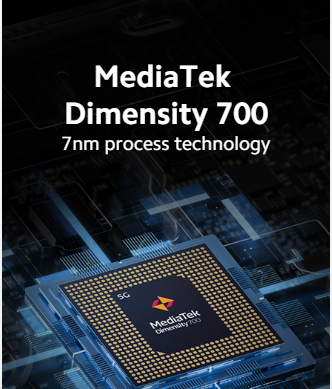 MediaTek
Dimensity 700
7nm process technology
5G
MediaTek
Dimensity 700